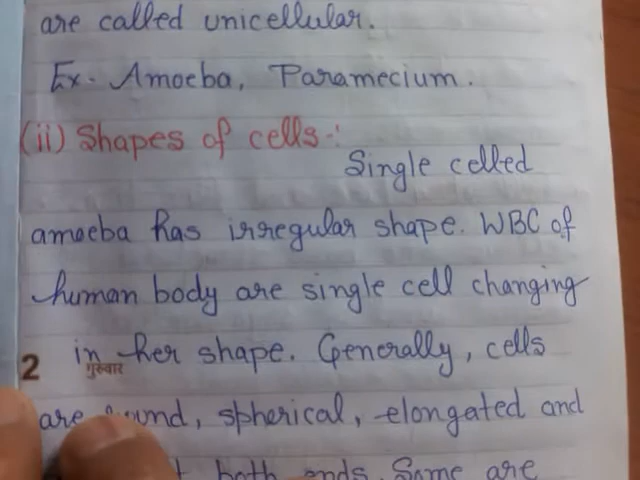 are called unicellular.
Ex- Amoeba, Paramecium.
(ii) Shapes of cells:-
Single celled
amoeba has irregular shape. WBC of
human body are single cell changing
in her shape. Generally, cells
2 गुरुवार
are, spherical, elongated and
both ends. Some are